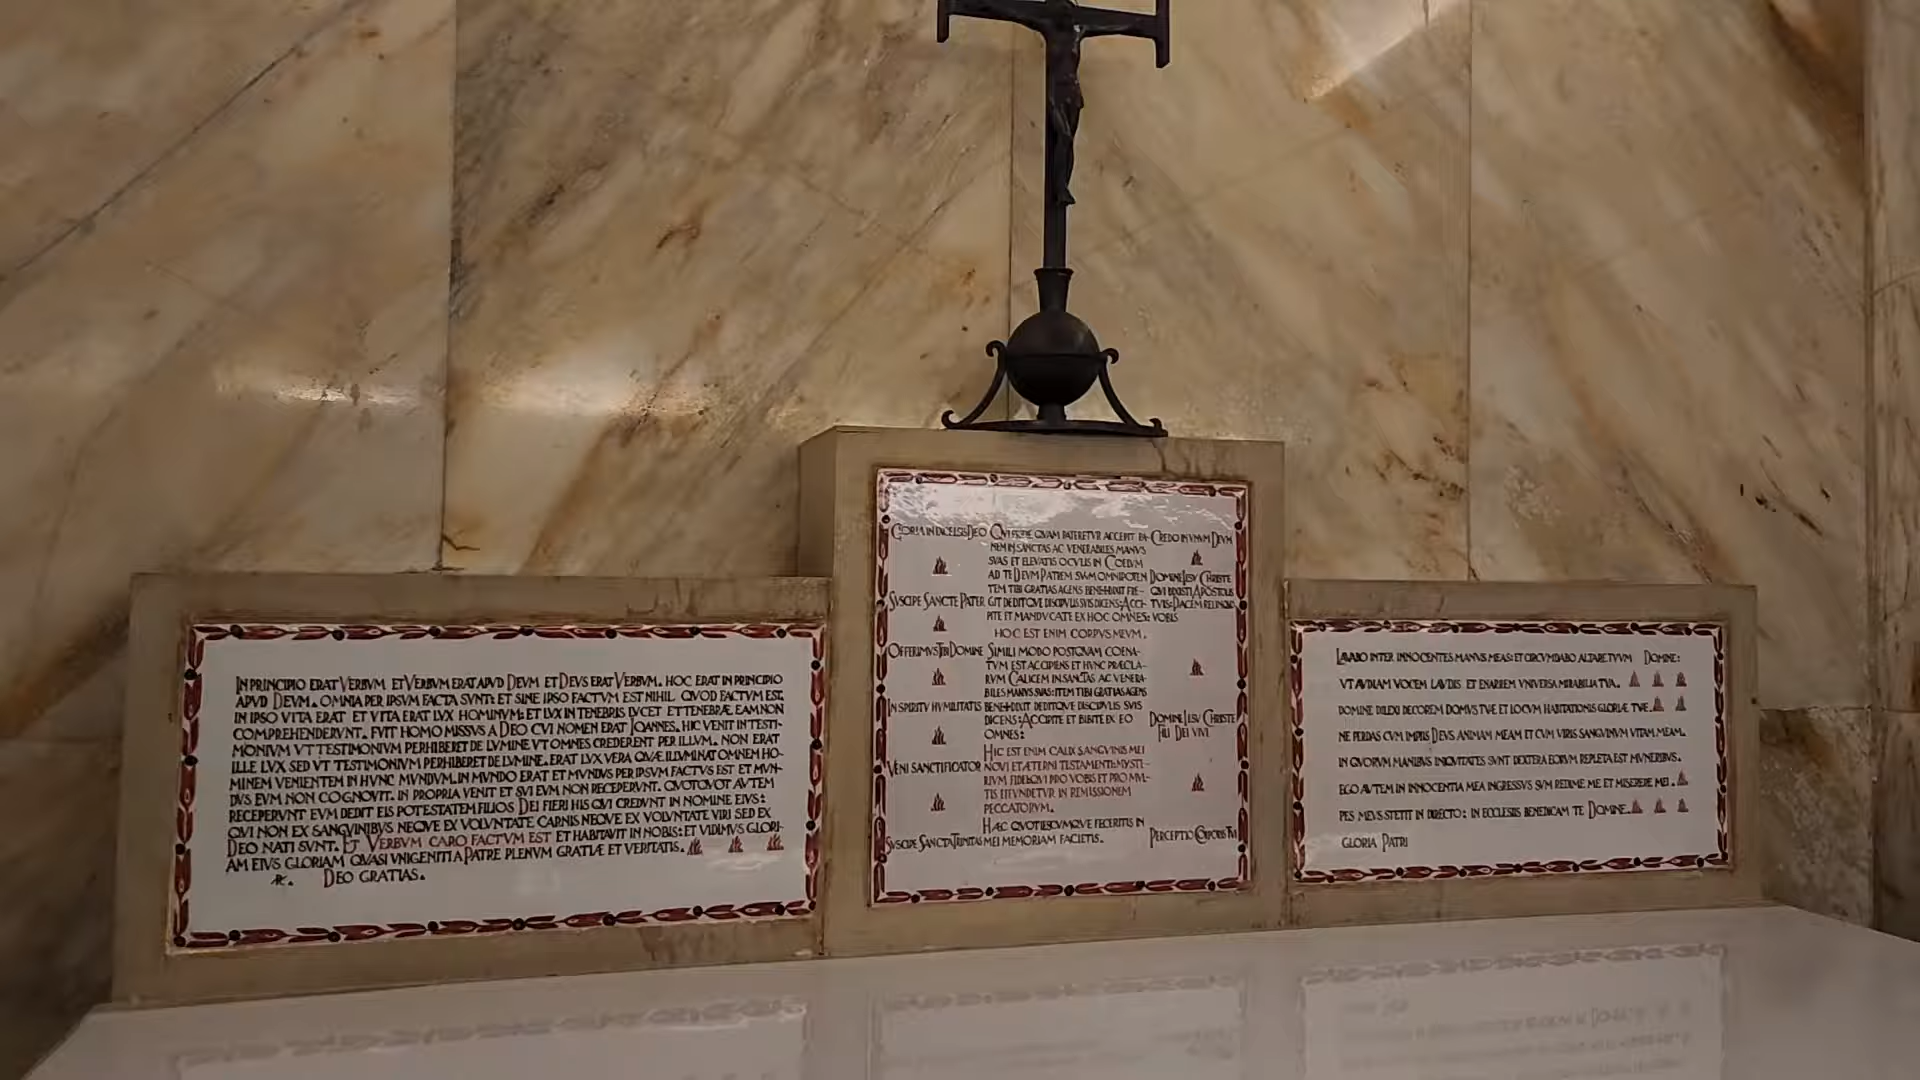 IN PRINCIPIO ERAT VERBVM ET VERBVM ERAT APVD DEVM ET DEVS ERAT VERBVM. HOC ERAT IN PRINCIPIO
APVD DEVM. OMNIA PER IPSVM FACTA SVNT: ET SINE IPSO FACTVM EST NIHIL QVOD FACTVM EST.
IN IPSO VITA ERAT ET VITA ERAT LVX HOMINVM: ET LVX IN TENEBRIS LVCET ET TENEBRÆ EAM NON
COMPREHENDERVNT. FVIT HOMO MISSVS A DEO CVI NOMEN ERAT JOANNES. HIC VENIT IN TESTI-
MONIVM VT TESTIMONIVM PERHIBERET DE LVMINE VT OMNES CREDERENT PER ILLVM. NON ERAT
ILLE LVX SED VT TESTIMONIVM PERHIBERET DE LVMINE. ERAT LVX VERA QVÆ ILLVMINAT OMNEM HO-
MINEM VENIENTEM IN HVNC MVNDVM. IN MVNDO ERAT ET MVNDVS PER IPSVM FACTVS EST ET MVN-
DVS EVM NON COGNOVIT. IN PROPRIA VENIT ET SVI EVM NON RECEPERVNT. QVOTQVOT AVTEM
RECEPERVNT EVM DEDIT EIS POTESTATEM FILIOS DEI FIERI HIS QVI CREDVNT IN NOMINE EIVS:
QVI NON EX SANGVINIBVS NEQVE EX VOLVNTATE CARNIS NEQVE EX VOLVNTATE VIRI SED EX
DEO NATI SVNT. ET VERBVM CARO FACTVM EST ET HABITAVIT IN NOBIS: ET VIDIMVS GLORI-
AM EIVS GLORIAM QVASI VNIGENITI A PATRE PLENVM GRATIÆ ET VERITATIS.
DEO GRATIAS.
GLORIA IN EXCELSIS DEO
SVSCIPE SANCTE PATER
OFFERIMVS TIBI DOMINE
IN SPIRITV HVMILITATIS
VENI SANCTIFICATOR
SVSCIPE SANCTA TRINITAS
QVI PRIDIE QVAM PATERETVR ACCEPIT PA-
NEM IN SANCTAS AC VENERABILES MANVS
SVAS ET ELEVATIS OCVLIS IN COELVM
AD TE DEVM PATREM SVVM OMNIPOTEN
TEM TIBI GRATIAS AGENS BENEDIXIT FRE-
GIT DEDITQVE DISCIPVLIS SVIS DICENS: ACCI-
PITE ET MANDVCATE EX HOC OMNES:
HOC EST ENIM CORPVS MEVM.
SIMILI MODO POSTQVAM COENA-
TVM EST ACCIPIENS ET HVNC PRÆCLA-
RVM CALICEM IN SANCTAS AC VENERA-
BILES MANVS SVAS: ITEM TIBI GRATIAS AGENS
BENEDIXIT DEDITQVE DISCIPVLIS SVIS
DICENS: ACCIPITE ET BIBITE EX EO
OMNES:
HIC EST ENIM CALIX SANGVINIS MEI
NOVI ET ÆTERNI TESTAMENTI: MYSTE-
RIVM FIDEI: QVI PRO VOBIS ET PRO MVL-
TIS EFFVNDETVR IN REMISSIONEM
PECCATORVM.
HÆC QVOTIESCVMQVE FECERITIS IN
MEI MEMORIAM FACIETIS.
CREDO IN VNVM DEVM
DOMINE JESV CHRISTE
QVI DIXISTI APOSTOLIS
TVIS: PACEM RELINQVO
VOBIS
DOMINE JESV CHRISTE
FILI DEI VIVI
PERCEPTIO CORPORIS TVI
LAVABO INTER INNOCENTES MANVS MEAS: ET CIRCVMDABO ALTARE TVVM DOMINE:
VT AVDIAM VOCEM LAVDIS ET ENARREM VNIVERSA MIRABILIA TVA.
DOMINE DILEXI DECOREM DOMVS TVÆ ET LOCVM HABITATIONIS GLORIÆ TVÆ.
NE PERDAS CVM IMPIIS DEVS ANIMAM MEAM ET CVM VIRIS SANGVINVM VITAM MEAM.
IN QVORVM MANIBVS INIQVITATES SVNT DEXTERA EORVM REPLETA EST MVNERIBVS.
EGO AVTEM IN INNOCENTIA MEA INGRESSVS SVM REDIME ME ET MISERERE MEI.
PES MEVS STETIT IN DIRECTO: IN ECCLESIIS BENEDICAM TE DOMINE.
GLORIA PATRI